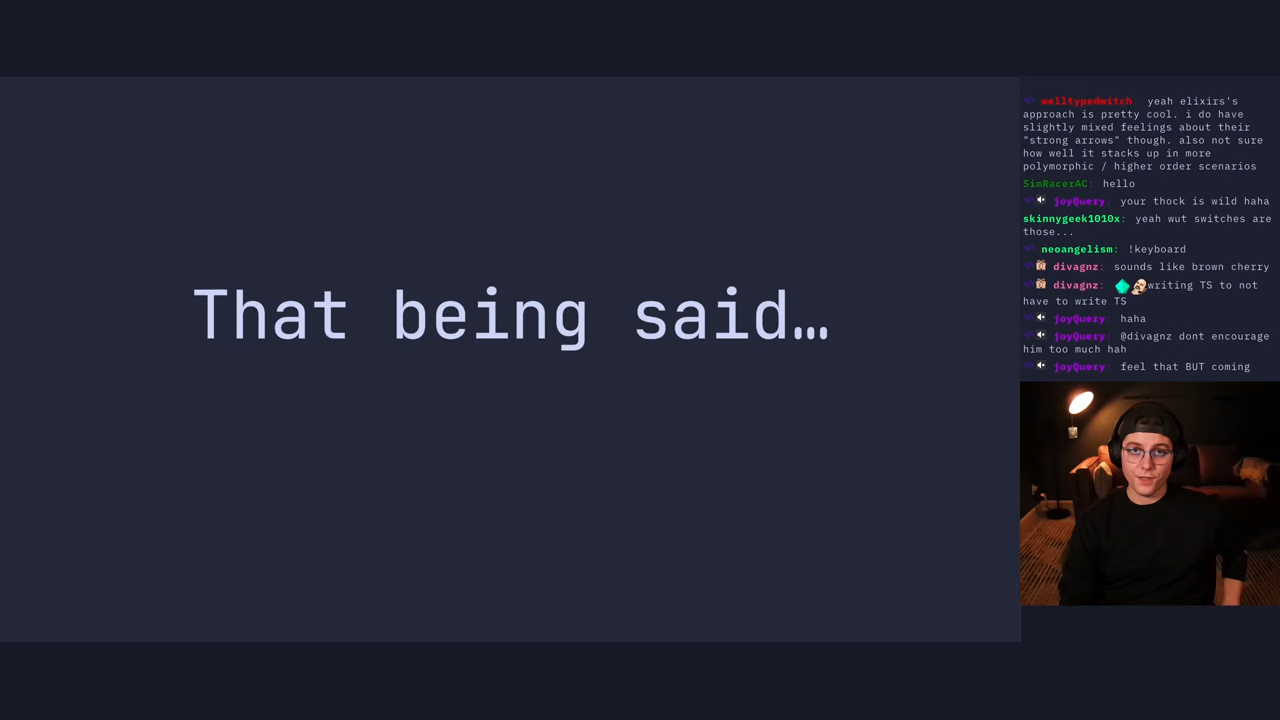 That being said…
welltypedwitch: yeah elixirs's
approach is pretty cool. i do have
slightly mixed feelings about their
"strong arrows" though. also not sure
how well it stacks up in more
polymorphic / higher order scenarios
SimRacerAC: hello
joyQuery: your thock is wild haha
skinnygeek1010x: yeah wut switches are
those...
neoangelism: !keyboard
divagnz: sounds like brown cherry
divagnz: writing TS to not
have to write TS
joyQuery: haha
joyQuery: @divagnz dont encourage
him too much hah
joyQuery: feel that BUT coming